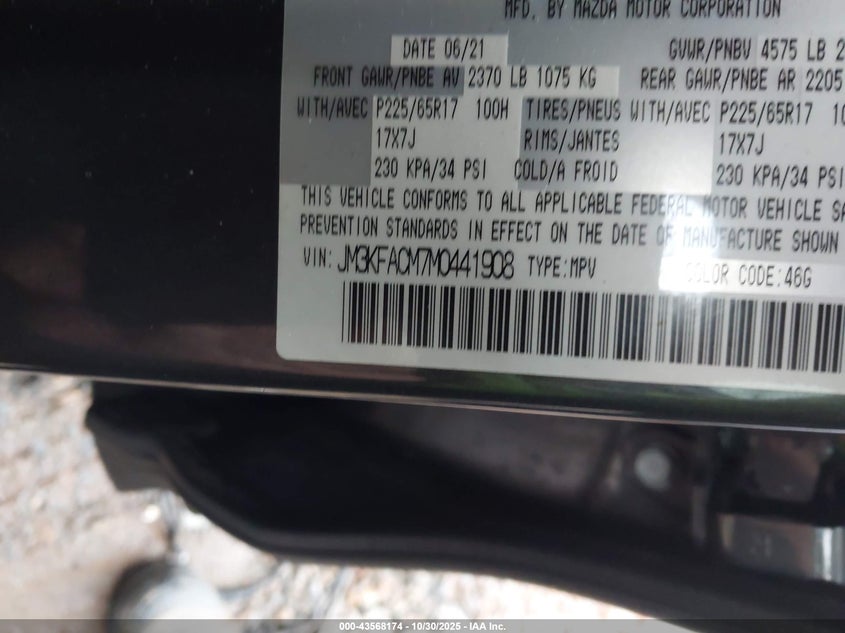 MFD. BY MAZDA MOTOR CORPORATION
DATE 06/21 GVWR/PNBV 4575 LB 2
FRONT GAWR/PNBE AV 2370 LB 1075 KG REAR GAWR/PNBE AR 2205
WITH/AVEC P225/65R17 100H TIRES/PNEUS WITH/AVEC P225/65R17 10
17X7J RIMS/JANTES 17X7J
230 KPA/34 PSI COLD/A FROID 230 KPA/34 PSI
THIS VEHICLE CONFORMS TO ALL APPLICABLE FEDERAL MOTOR VEHICLE SA
PREVENTION STANDARDS IN EFFECT ON THE DATE OF MANUFACTURE SHOWN
VIN: JM3KFACM7M0441908 TYPE:MPV COLOR CODE:46G
000-43568174 | 10/30/2025 - IAA Inc.